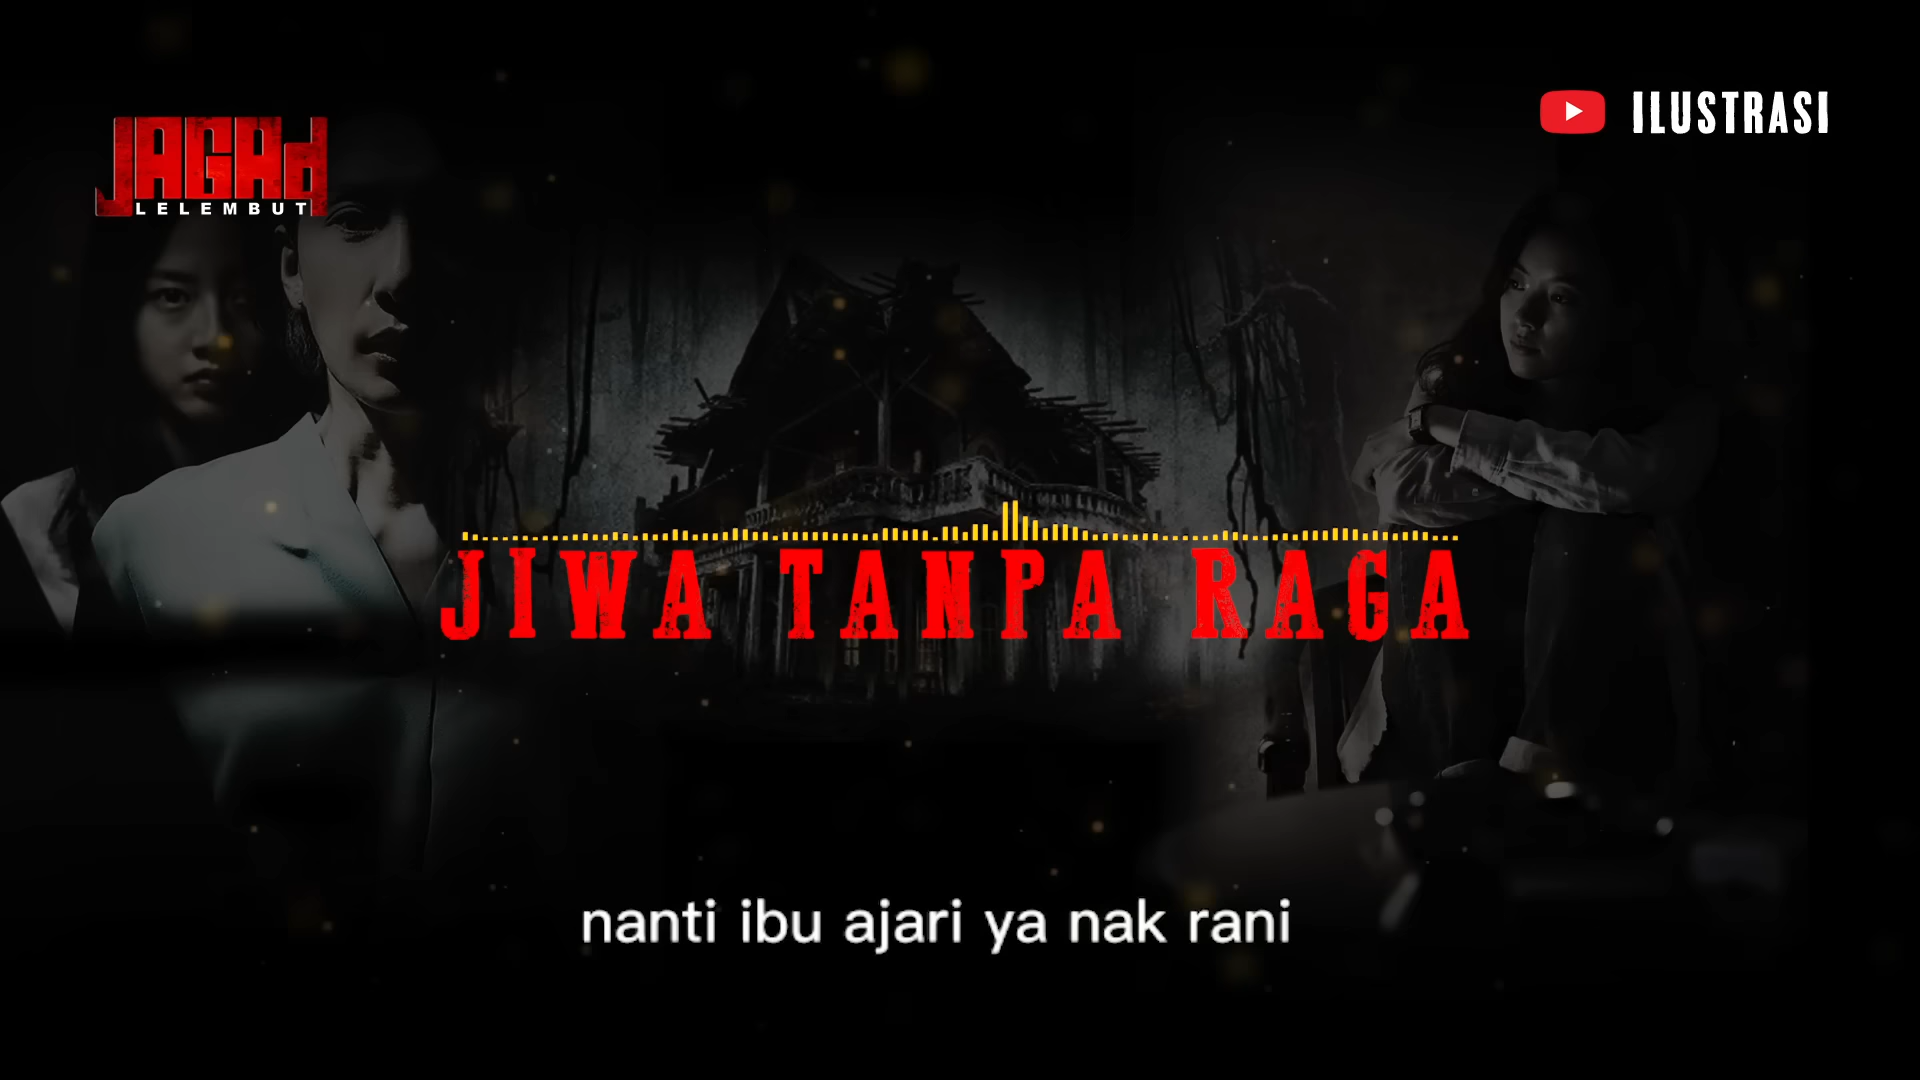 JAGAd
LELEMBUT
ILUSTRASI
JIWA TANPA RAGA
nanti ibu ajari ya nak rani